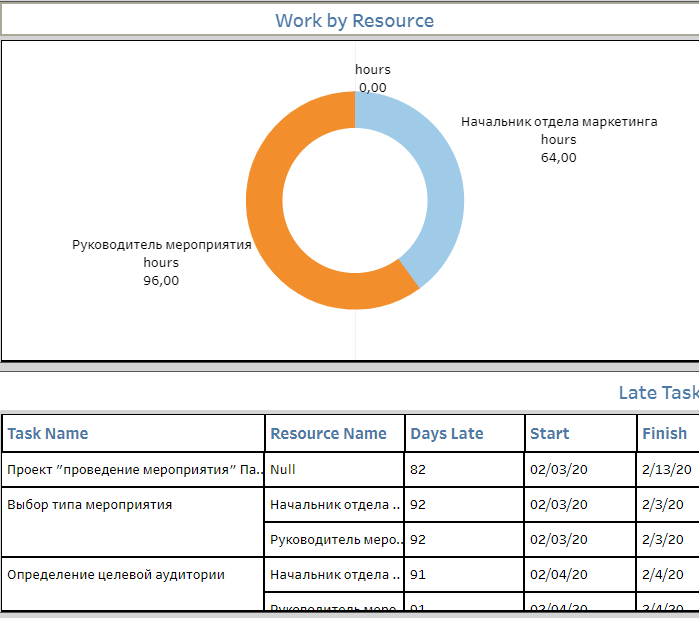 Work by Resource
hours
0,00
Начальник отдела маркетинга
hours
64,00
Руководитель мероприятия
hours
96,00
Late Task
Task Name Resource Name Days Late Start Finish
Проект "проведение мероприятия" Па.. Null 82 02/03/20 2/13/20
Выбор типа мероприятия Начальник отдела .. 92 02/03/20 2/3/20
Руководитель меро.. 92 02/03/20 2/3/20
Определение целевой аудитории Начальник отдела .. 91 02/04/20 2/4/20
Руководитель меро.. 91 02/04/20 2/4/20